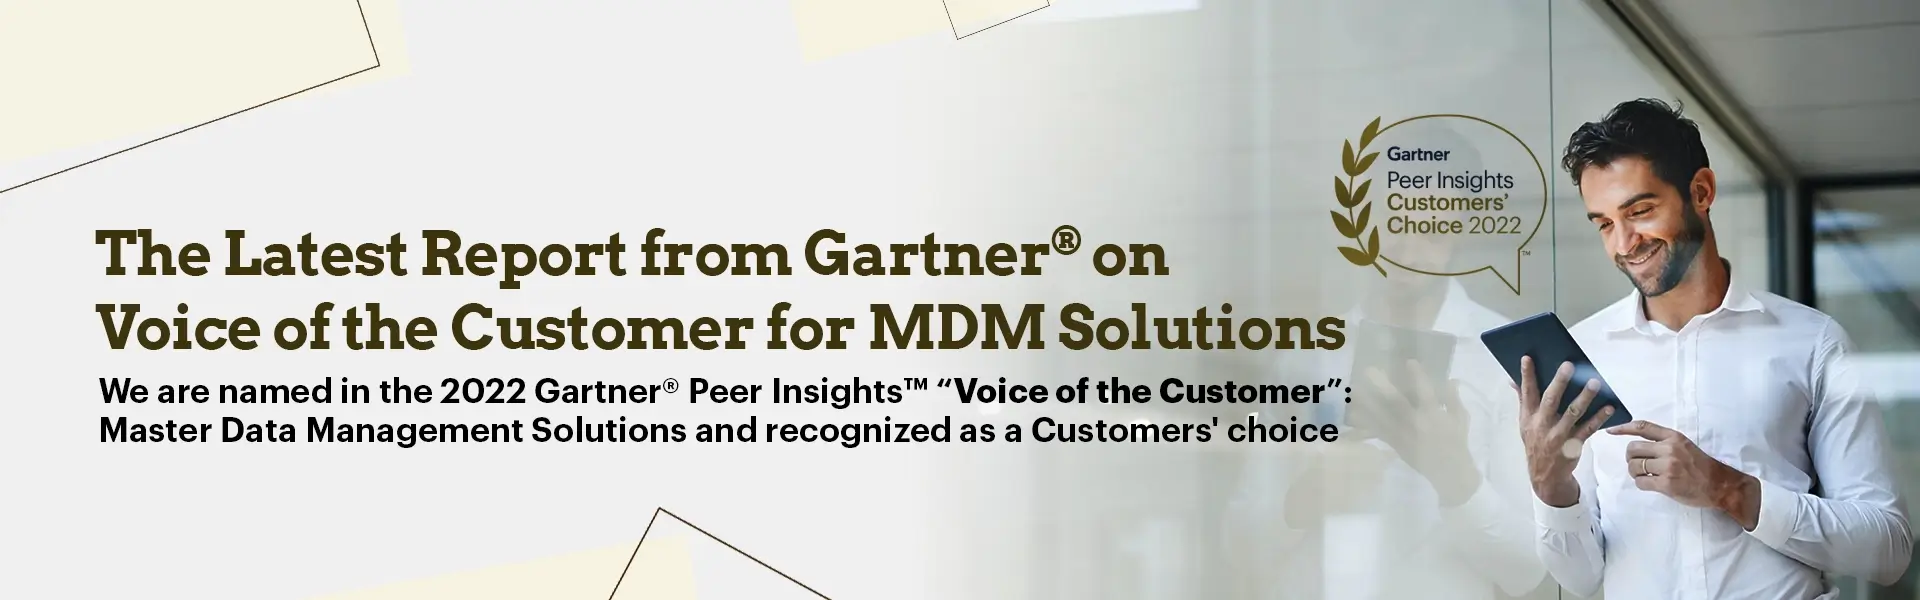 The Latest Report from Gartner® on
Voice of the Customer for MDM Solutions
We are named in the 2022 Gartner® Peer Insights™ “Voice of the Customer”:
Master Data Management Solutions and recognized as a Customers' choice
Gartner
Peer Insights
Customers’
Choice 2022
™